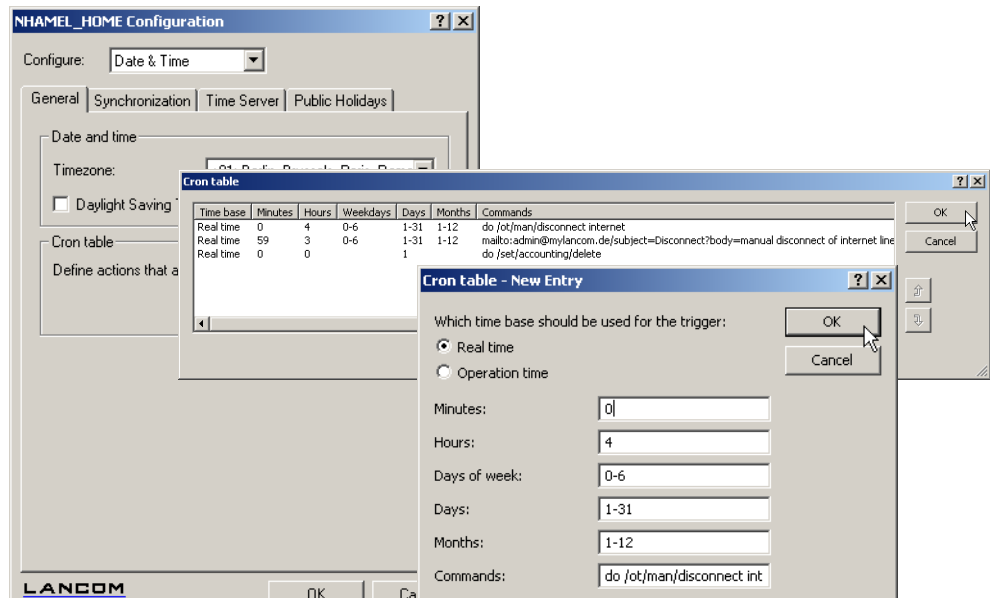 NHAMEL_HOME Configuration
Configure: Date & Time
General Synchronization Time Server Public Holidays
Date and time
Timezone:
Daylight Saving
Cron table
Define actions that a
Cron table
Time base Minutes Hours Weekdays Days Months Commands
Real time 0 4 0-6 1-31 1-12 do /ot/man/disconnect internet
Real time 59 3 0-6 1-31 1-12 mailto:admin@mylancom.de/subject=Disconnect?body=manual disconnect of internet line
Real time 0 0 1 do /set/accounting/delete
OK
Cancel
Cron table - New Entry
Which time base should be used for the trigger:
Real time
Operation time
OK
Cancel
Minutes: 0
Hours: 4
Days of week: 0-6
Days: 1-31
Months: 1-12
Commands: do /ot/man/disconnect int
LANCOM
OK Ca